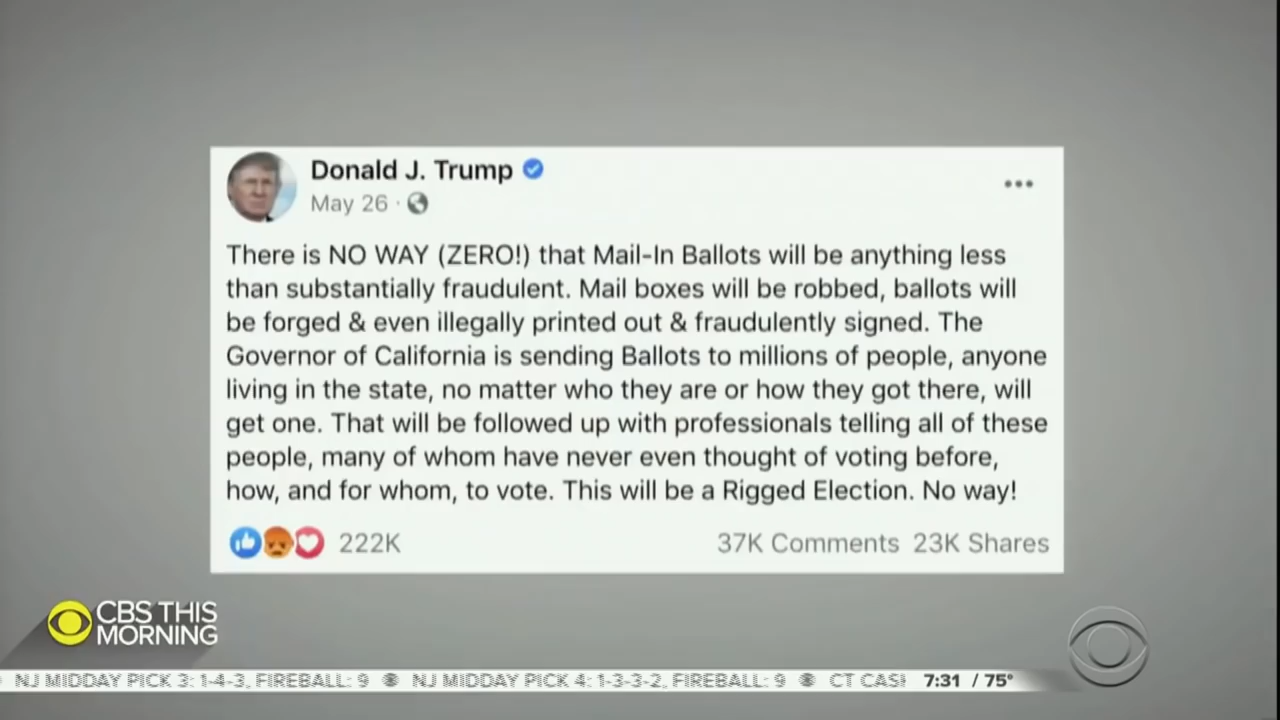 Donald J. Trump
May 26
There is NO WAY (ZERO!) that Mail-In Ballots will be anything less
than substantially fraudulent. Mail boxes will be robbed, ballots will
be forged & even illegally printed out & fraudulently signed. The
Governor of California is sending Ballots to millions of people, anyone
living in the state, no matter who they are or how they got there, will
get one. That will be followed up with professionals telling all of these
people, many of whom have never even thought of voting before,
how, and for whom, to vote. This will be a Rigged Election. No way!
222K 37K Comments 23K Shares
CBS THIS
MORNING
NJ MIDDAY PICK 3: 1-4-3, FIREBALL: 9 NJ MIDDAY PICK 4: 1-3-3-2, FIREBALL: 9 CT CASH 7:31 / 75°